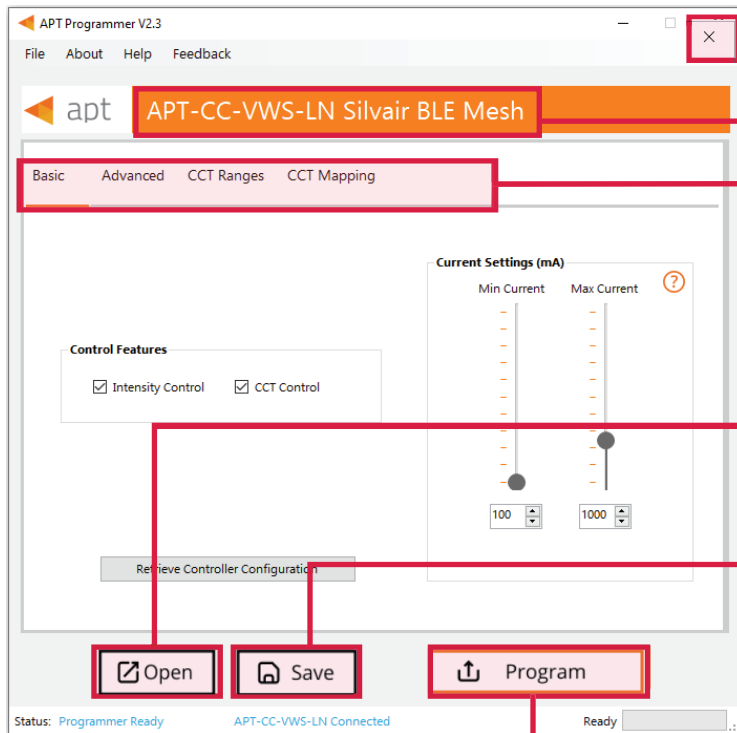 APT Programmer V2.3
File About Help Feedback
apt APT-CC-VWS-LN Silvair BLE Mesh
Basic Advanced CCT Ranges CCT Mapping
Current Settings (mA)
Min Current Max Current ?
Control Features
Intensity Control CCT Control
100 1000
Retrieve Controller Configuration
Open Save Program
Status: Programmer Ready APT-CC-VWS-LN Connected Ready